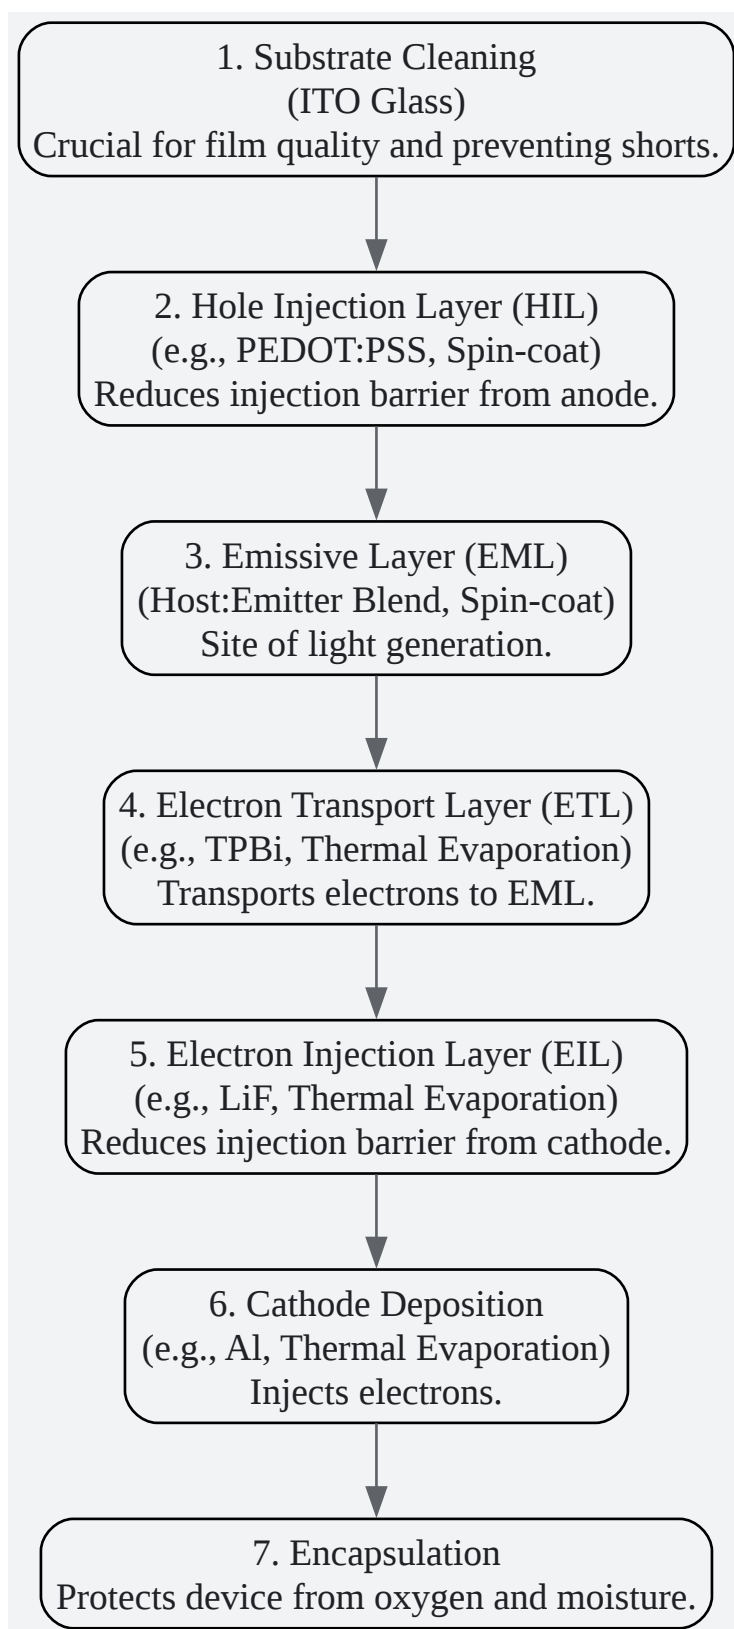 1. Substrate Cleaning
(ITO Glass)
Crucial for film quality and preventing shorts.
2. Hole Injection Layer (HIL)
(e.g., PEDOT:PSS, Spin-coat)
Reduces injection barrier from anode.
3. Emissive Layer (EML)
(Host:Emitter Blend, Spin-coat)
Site of light generation.
4. Electron Transport Layer (ETL)
(e.g., TPBi, Thermal Evaporation)
Transports electrons to EML.
5. Electron Injection Layer (EIL)
(e.g., LiF, Thermal Evaporation)
Reduces injection barrier from cathode.
6. Cathode Deposition
(e.g., Al, Thermal Evaporation)
Injects electrons.
7. Encapsulation
Protects device from oxygen and moisture.